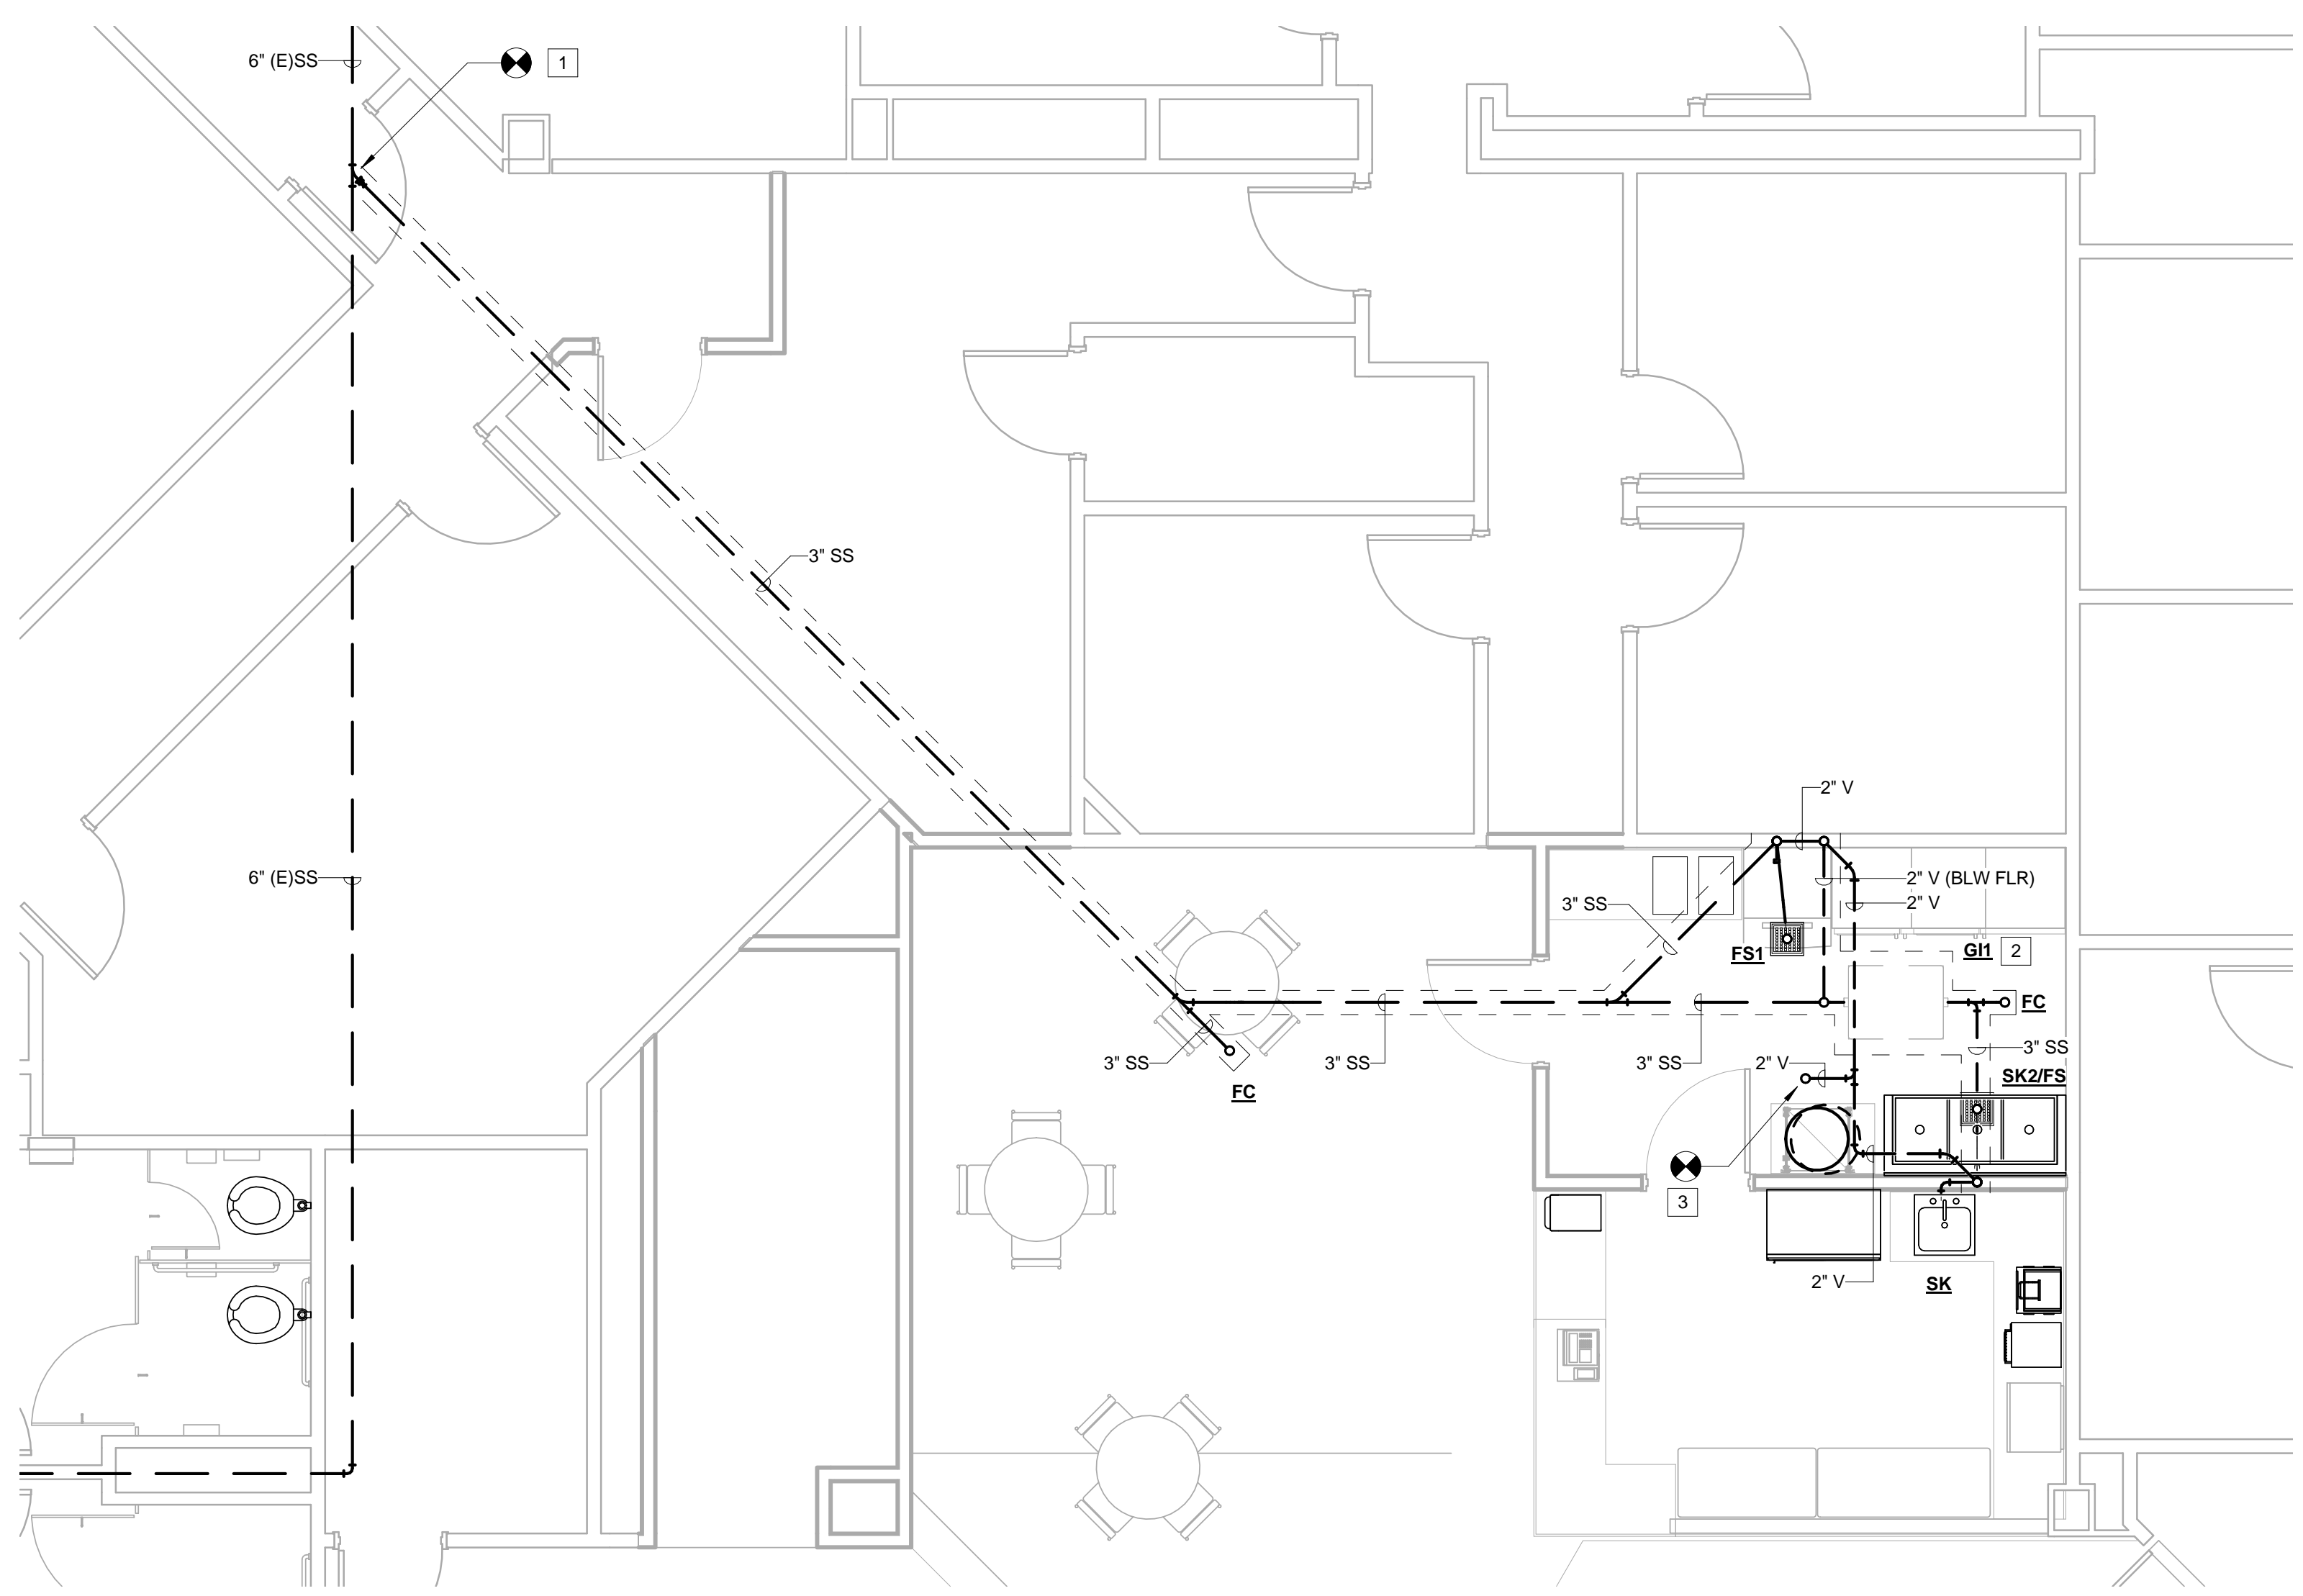 6" (E)SS
1
3" SS
2" V
6" (E)SS
2" V (BLW FLR)
2" V
3" SS
FS1
GI1
2
FC
3" SS
3" SS
3" SS
3" SS
2" V
SK2/FS
FC
3
2" V
SK